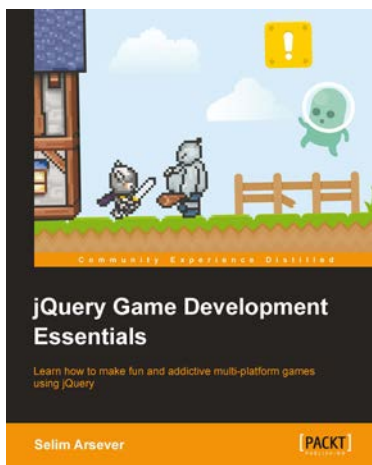 !
Community Experience Distilled
jQuery Game Development
Essentials
Learn how to make fun and addictive multi-platform games
using jQuery
Selim Arsever
[PACKT]
PUBLISHING